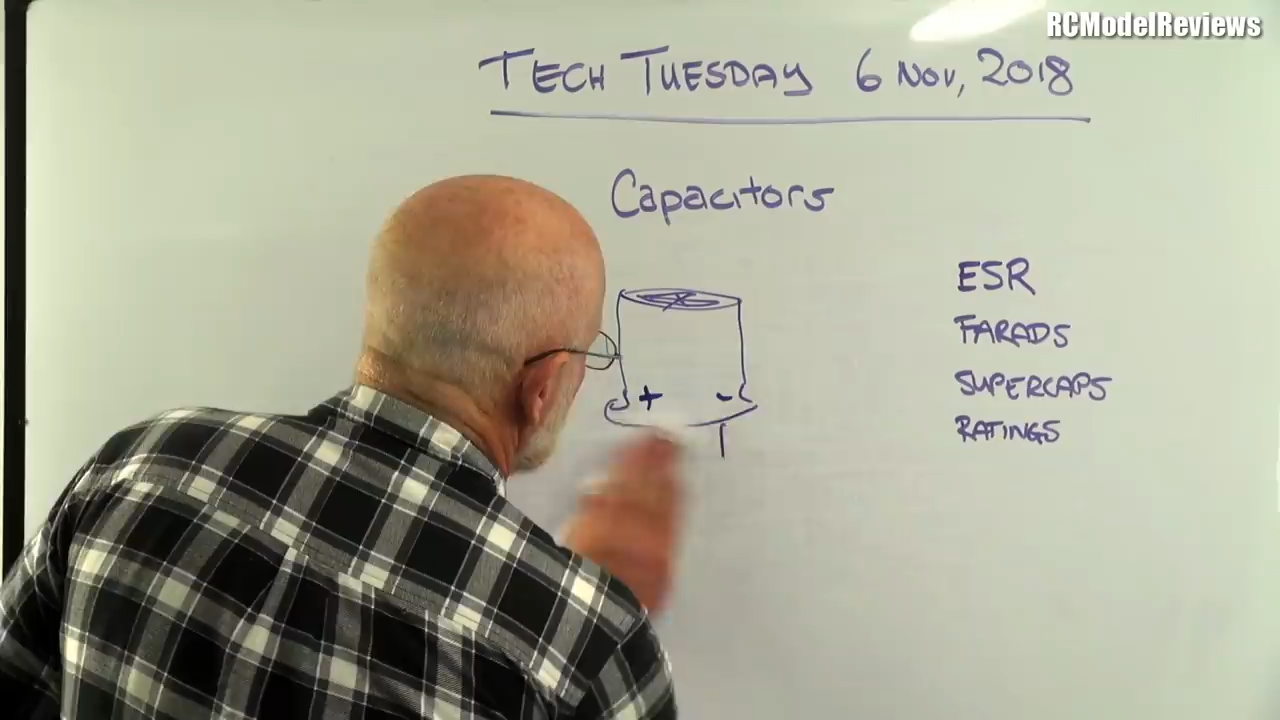 RCModelReviews
TECH TUESDAY 6 NOV, 2018
Capacitors
ESR
FARADS
SUPERCAPS
RATINGS
+ -